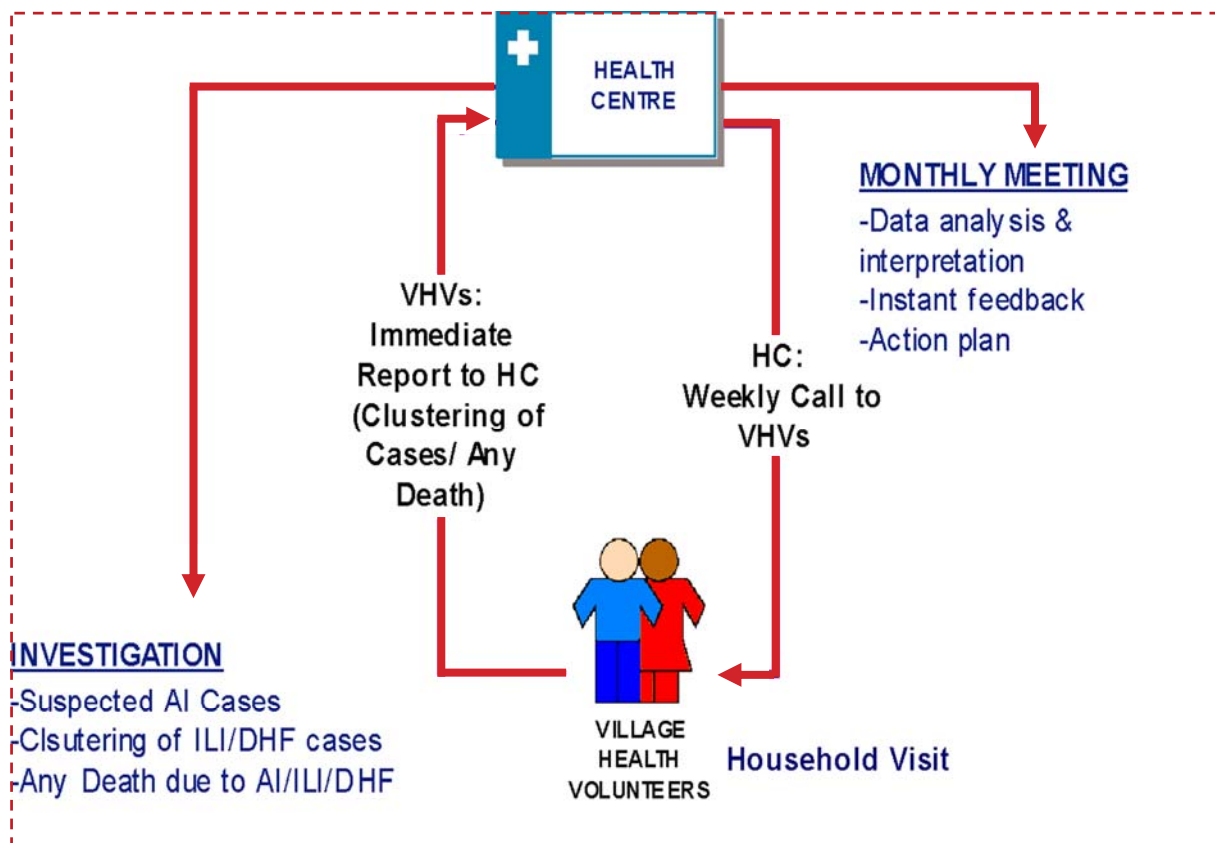 HEALTH
CENTRE
MONTHLY MEETING
-Data analysis &
interpretation
-Instant feedback
-Action plan
VHVs:
Immediate
Report to HC
(Clustering of
Cases/ Any
Death)
HC:
Weekly Call to
VHVs
INVESTIGATION
-Suspected AI Cases
-Clsutering of ILI/DHF cases
-Any Death due to AI/ILI/DHF
VILLAGE
HEALTH
VOLUNTEERS
Household Visit